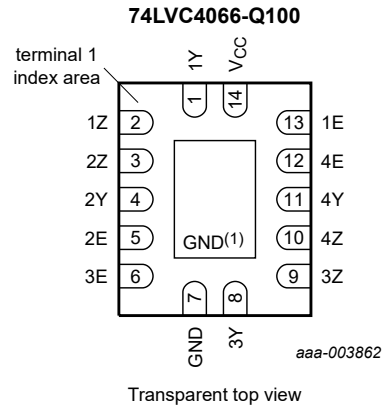 74LVC4066-Q100
terminal 1
index area
1Y
VCC
1
14
1Z 2
13 1E
2Z 3
12 4E
2Y 4
11 4Y
2E 5
10 4Z
GND(1)
3E 6
9 3Z
7
8
GND
3Y
aaa-003862
Transparent top view